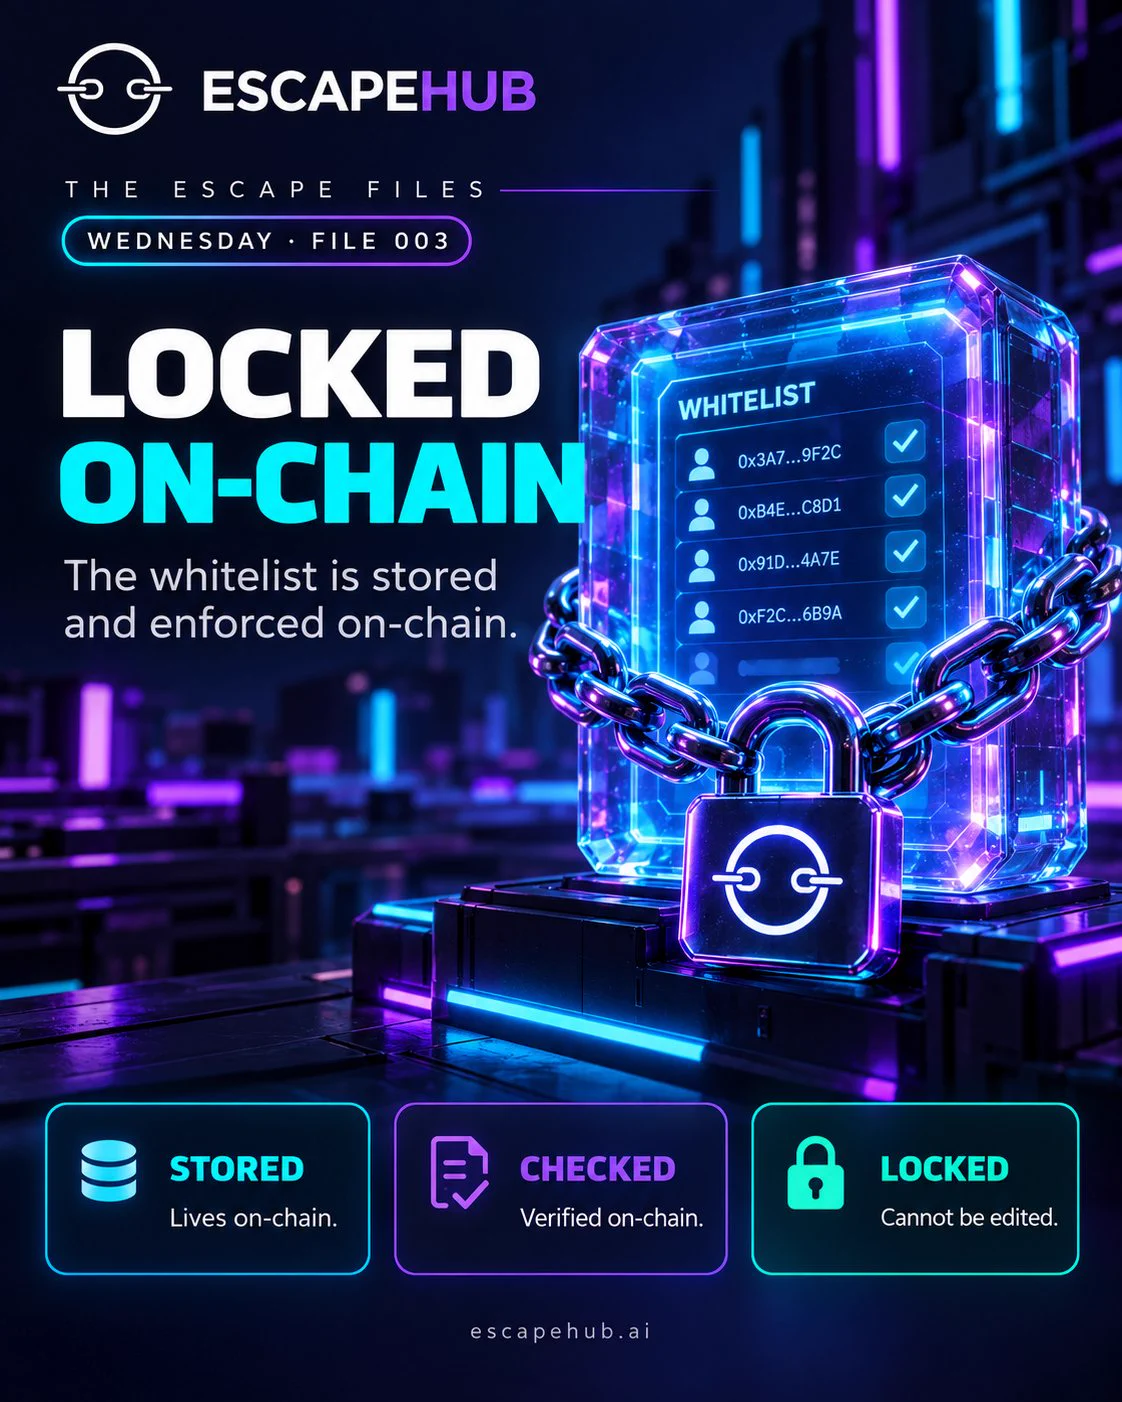 ESCAPEHUB
THE ESCAPE FILES
WEDNESDAY · FILE 003
LOCKED
ON-CHAIN
The whitelist is stored
and enforced on-chain.
WHITELIST
0x3A7...9F2C
0xB4E...C8D1
0x91D...4A7E
0xF2C...6B9A
STORED
Lives on-chain.
CHECKED
Verified on-chain.
LOCKED
Cannot be edited.
escapehub.ai